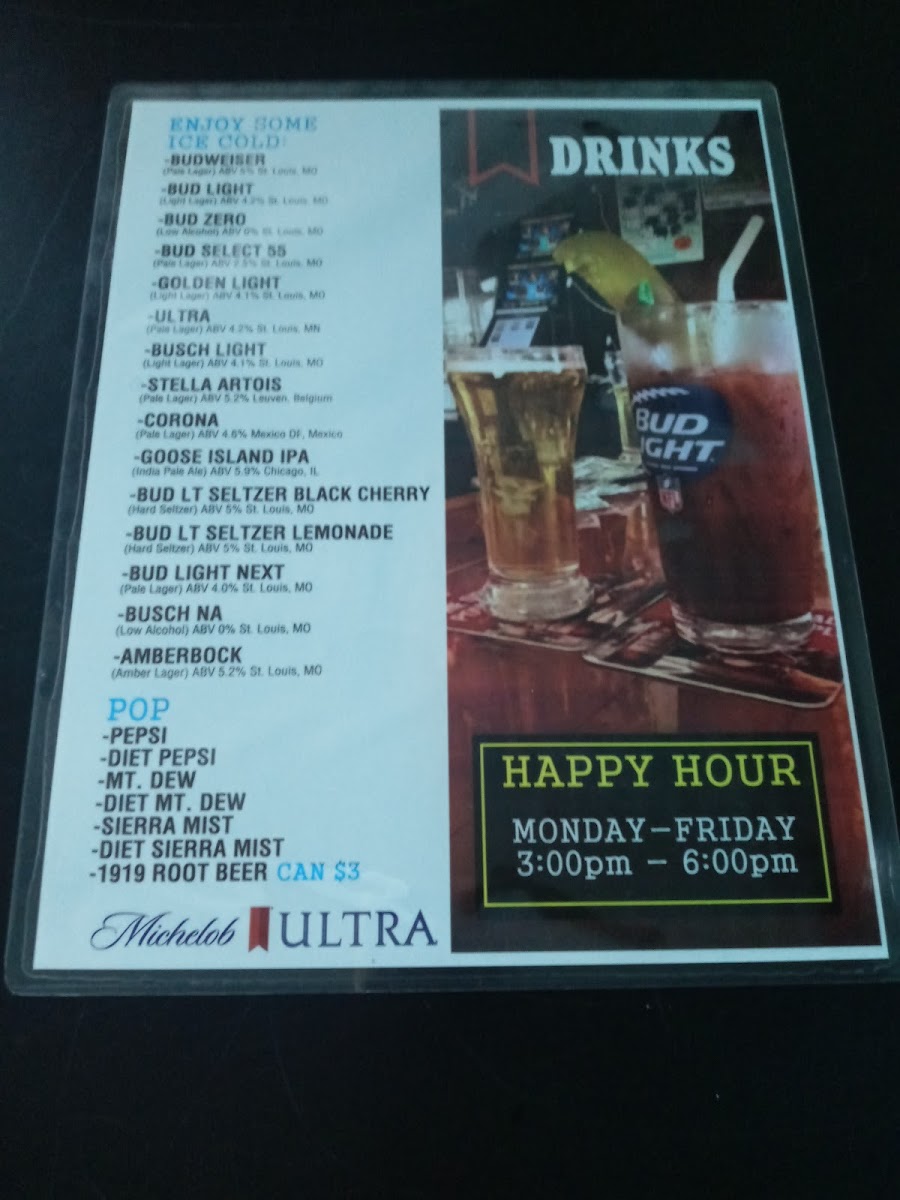 ENJOY SOME
ICE COLD:
-BUDWEISER
(Pale Lager) ABV 5% St. Louis, MO
-BUD LIGHT
(Light Lager) ABV 4.2% St. Louis, MO
-BUD ZERO
(Low Alcohol) ABV 0% St. Louis, MO
-BUD SELECT 55
(Pale Lager) ABV St. Louis, MO
-GOLDEN LIGHT
(Light Lager) ABV 4.1% St. Louis, MO
-ULTRA
(Pale Lager) ABV 4.2% St. Louis, MN
-BUSCH LIGHT
(Light Lager) ABV 4.1% St. Louis, MO
-STELLA ARTOIS
(Pale Lager) ABV 5.2% Leuven, Belgium
-CORONA
(Pale Lager) ABV 4.6% Mexico DF, Mexico
-GOOSE ISLAND IPA
(India Pale Ale) ABV 5.9% Chicago, IL
-BUD LT SELTZER BLACK CHERRY
(Hard Seltzer) ABV 5% St. Louis, MO
-BUD LT SELTZER LEMONADE
(Hard Seltzer) ABV 5% St. Louis, MO
-BUD LIGHT NEXT
(Pale Lager) ABV 4.0% St. Louis, MO
-BUSCH NA
(Low Alcohol) ABV 0% St. Louis, MO
-AMBERBOCK
(Amber Lager) ABV 5.2% St. Louis, MO
POP
-PEPSI
-DIET PEPSI
-MT. DEW
-DIET MT. DEW
-SIERRA MIST
-DIET SIERRA MIST
-1919 ROOT BEER CAN $3
Michelob ULTRA
DRINKS
BUD
LIGHT
NFL
HAPPY HOUR
MONDAY-FRIDAY
3:00pm - 6:00pm